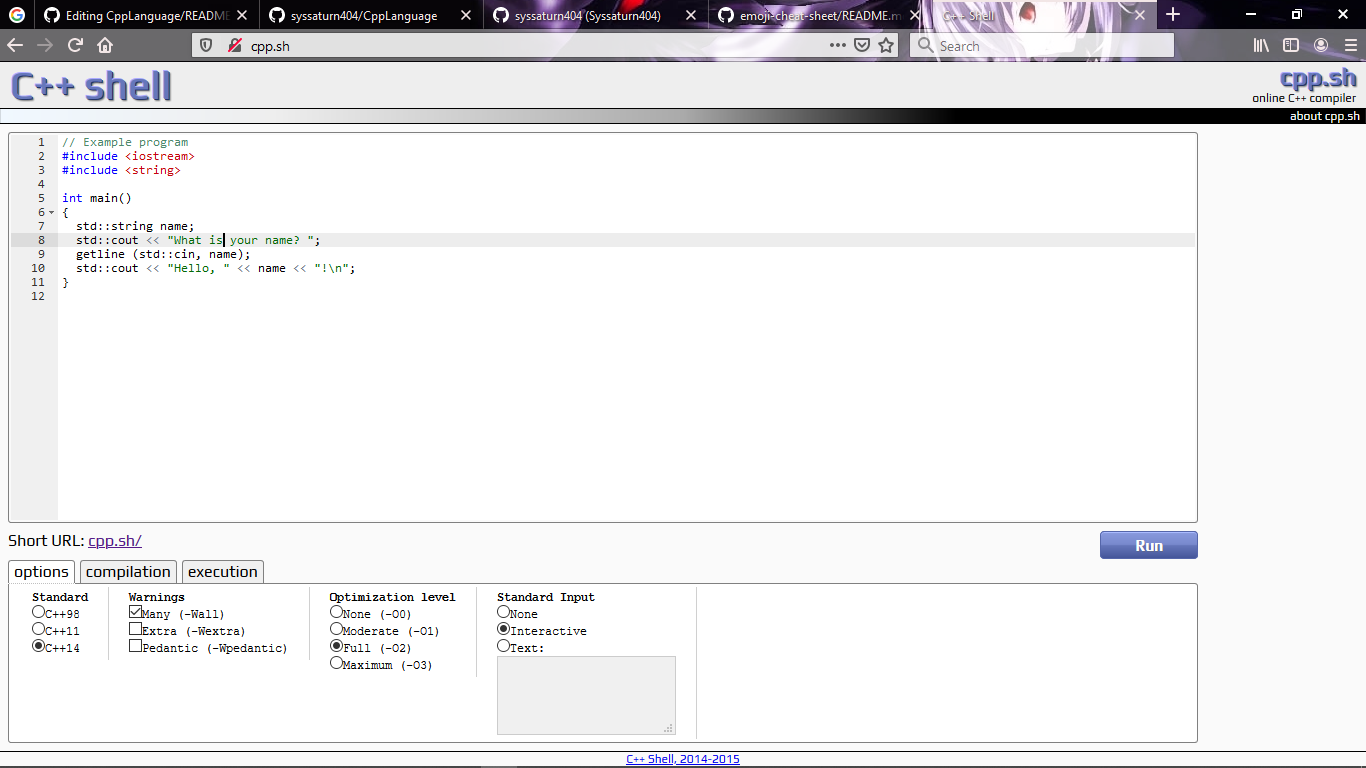 Editing CppLanguage/README
syssaturn404/CppLanguage
syssaturn404 (Syssaturn404)
emoji-cheat-sheet/README.m
C++ Shell
cpp.sh
Search
C++ shell
cpp.sh
online C++ compiler
about cpp.sh
1 // Example program
2 #include <iostream>
3 #include <string>
4
5 int main()
6 {
7 std::string name;
8 std::cout << "What is your name? ";
9 getline (std::cin, name);
10 std::cout << "Hello, " << name << "!\n";
11 }
12
Short URL: cpp.sh/
Run
options compilation execution
Standard
C++98
C++11
C++14
Warnings
Many (-Wall)
Extra (-Wextra)
Pedantic (-Wpedantic)
Optimization level
None (-O0)
Moderate (-O1)
Full (-O2)
Maximum (-O3)
Standard Input
None
Interactive
Text:
C++ Shell, 2014-2015